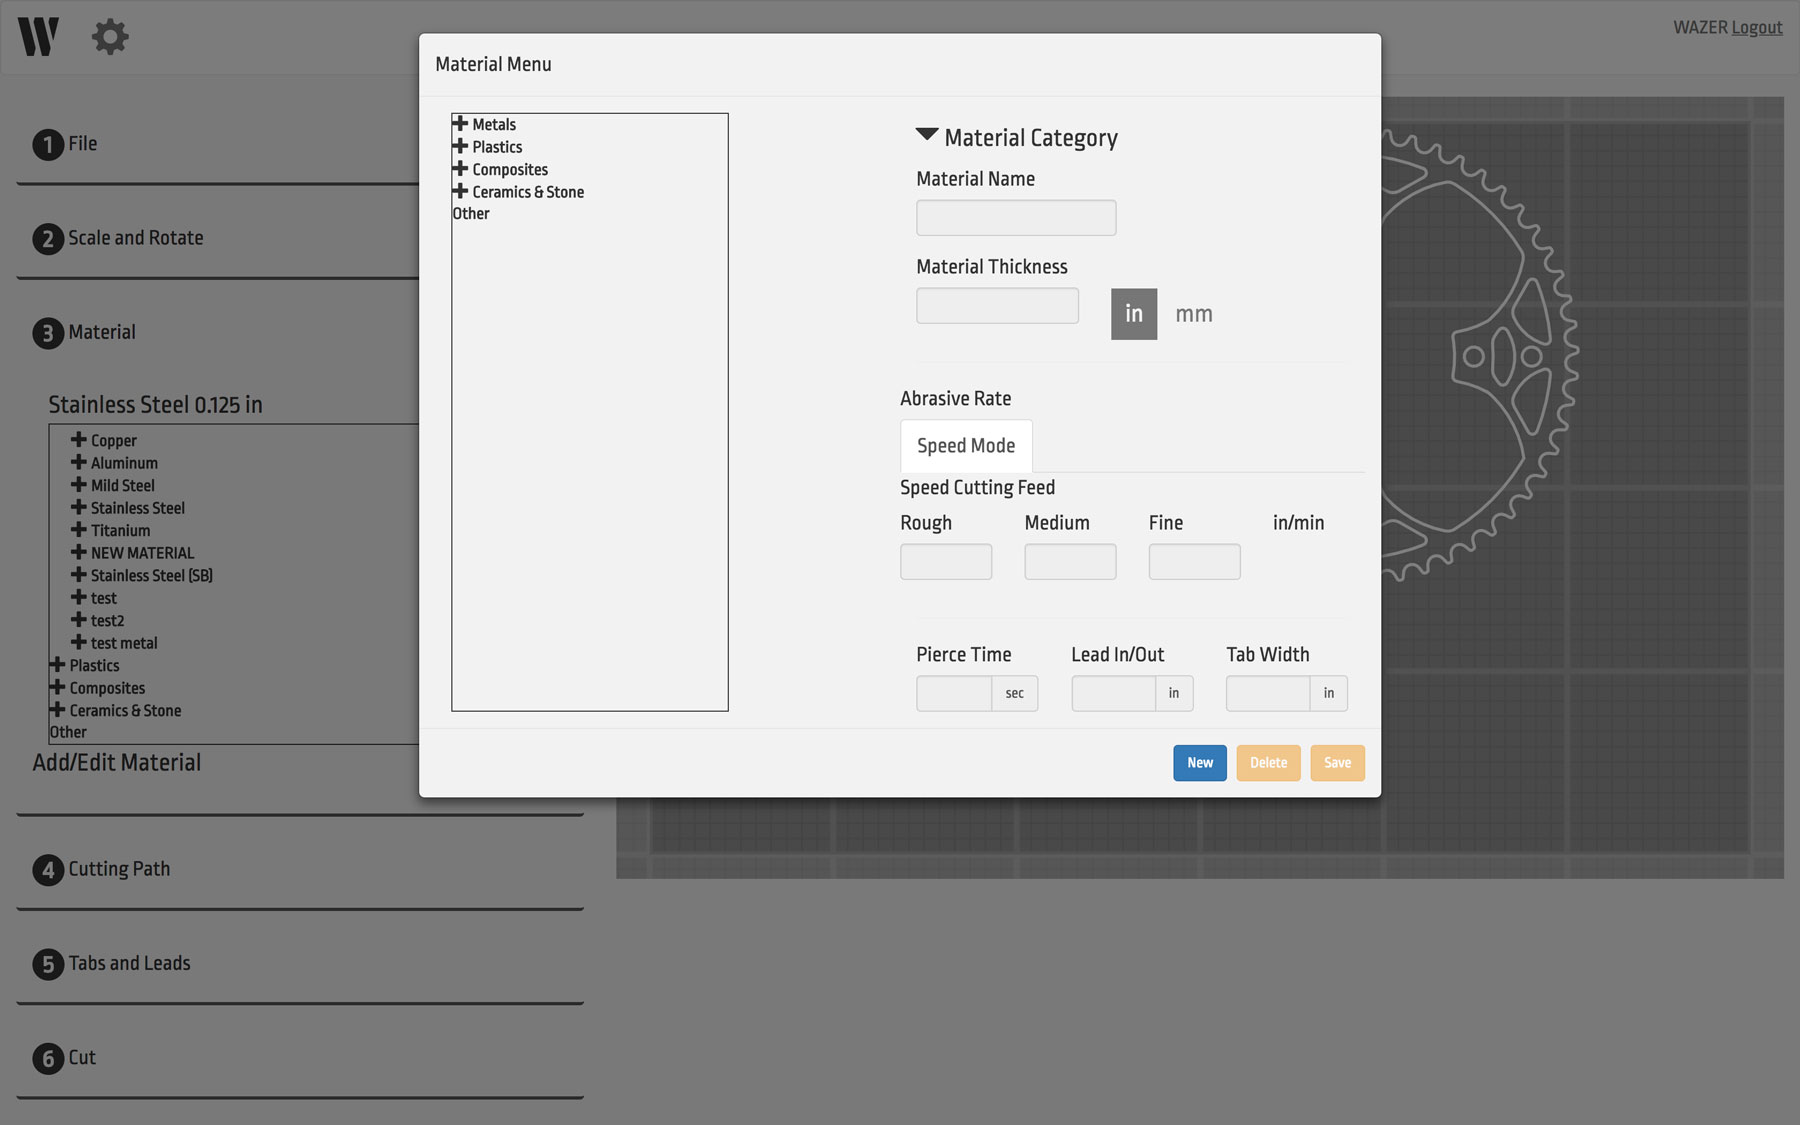 W
WAZER Logout
1 File
2 Scale and Rotate
3 Material
Stainless Steel 0.125 in
Copper
Aluminum
Mild Steel
Stainless Steel
Titanium
NEW MATERIAL
Stainless Steel (SB)
test
test2
test metal
Plastics
Composites
Ceramics & Stone
Other
Add/Edit Material
4 Cutting Path
5 Tabs and Leads
6 Cut
Material Menu
Metals
Plastics
Composites
Ceramics & Stone
Other
Material Category
Material Name
Material Thickness
in mm
Abrasive Rate
Speed Mode
Speed Cutting Feed
Rough Medium Fine in/min
Pierce Time Lead In/Out Tab Width
sec in in
New Delete Save